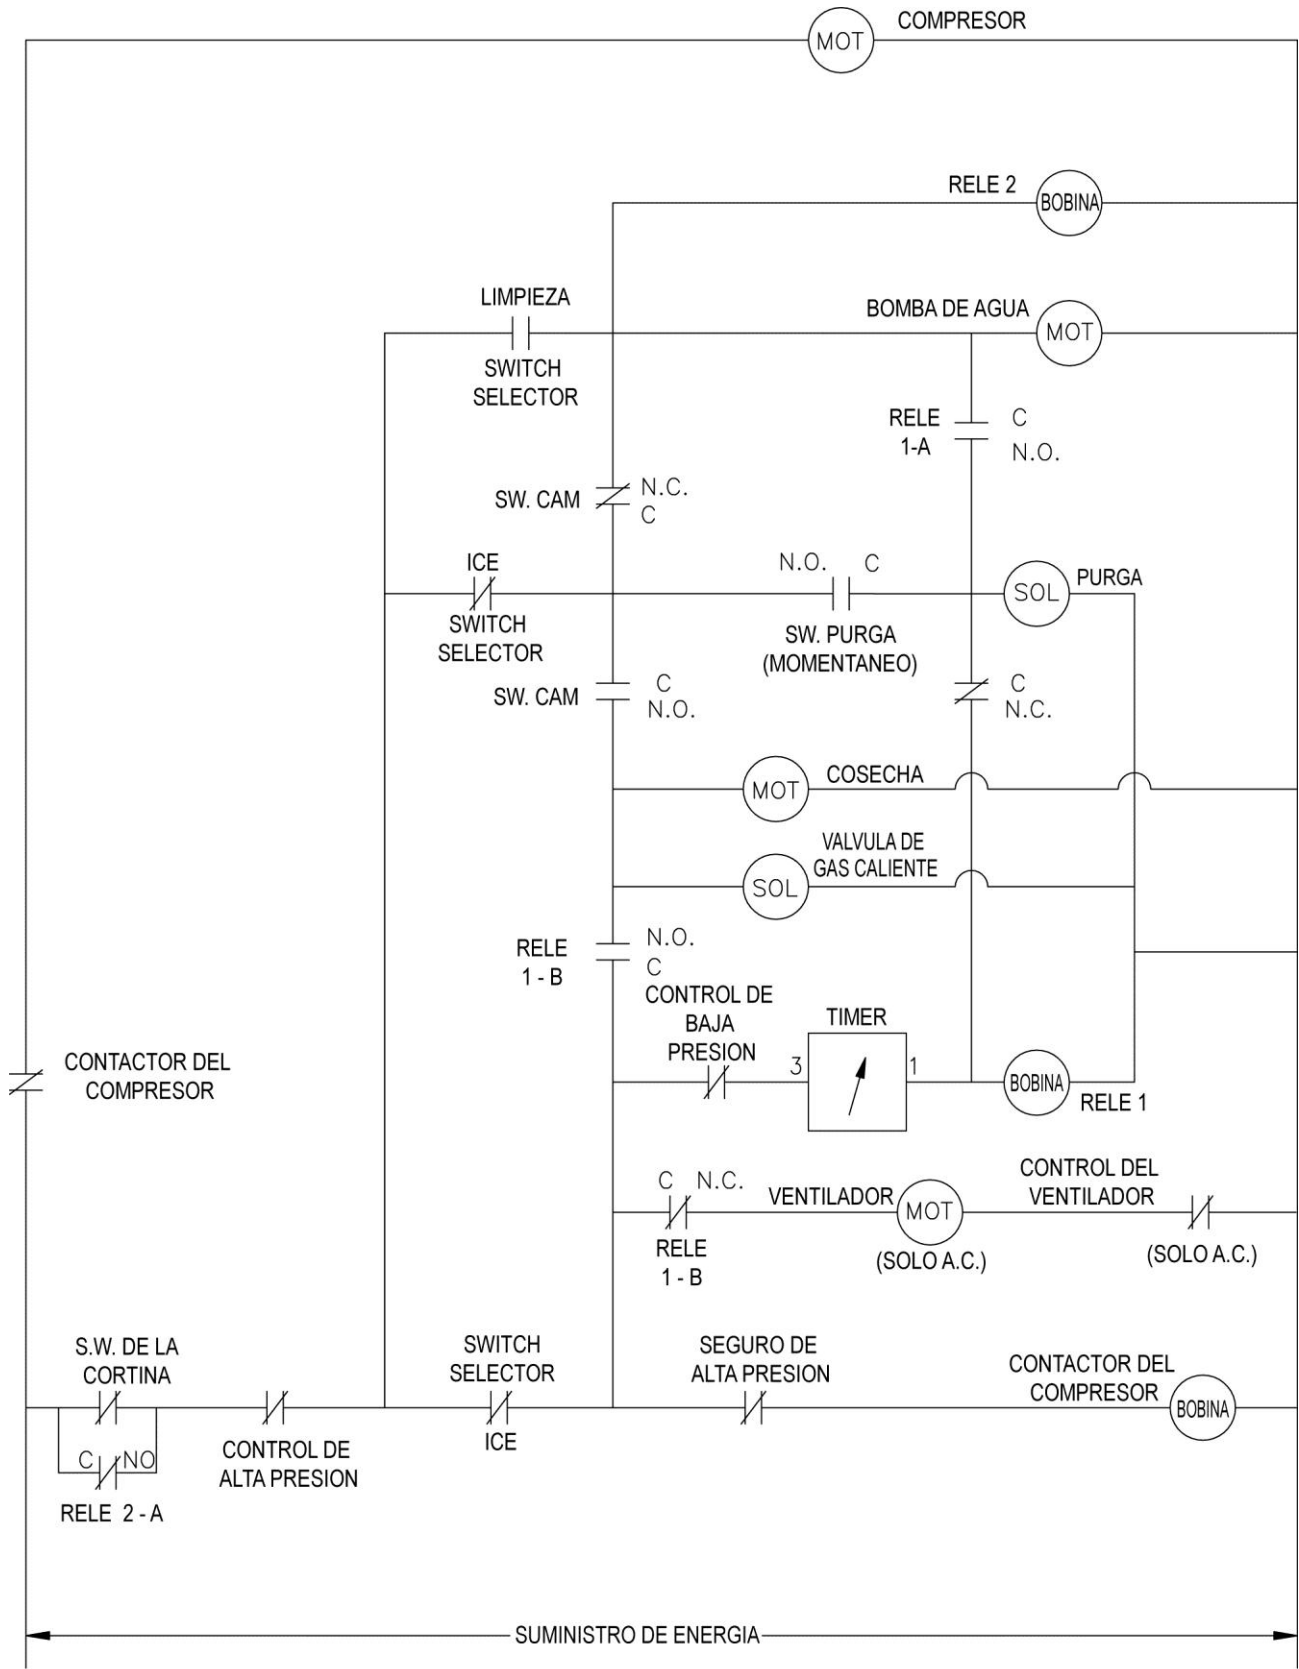 COMPRESOR
MOT
RELE 2
BOBINA
LIMPIEZA
SWITCH
SELECTOR
BOMBA DE AGUA
MOT
RELE
1-A
C
N.O.
SW. CAM
N.C.
C
ICE
SWITCH
SELECTOR
N.O. C
SW. PURGA
(MOMENTANEO)
SOL
PURGA
SW. CAM
C
N.O.
C
N.C.
MOT
COSECHA
VALVULA DE
GAS CALIENTE
SOL
RELE
1 - B
N.O.
C
CONTROL DE
BAJA
PRESION
TIMER
3
1
BOBINA
RELE 1
CONTACTOR DEL
COMPRESOR
C N.C.
RELE
1 - B
VENTILADOR
MOT
(SOLO A.C.)
CONTROL DEL
VENTILADOR
(SOLO A.C.)
S.W. DE LA
CORTINA
C NO
RELE 2 - A
CONTROL DE
ALTA PRESION
SWITCH
SELECTOR
ICE
SEGURO DE
ALTA PRESION
CONTACTOR DEL
COMPRESOR
BOBINA
SUMINISTRO DE ENERGIA